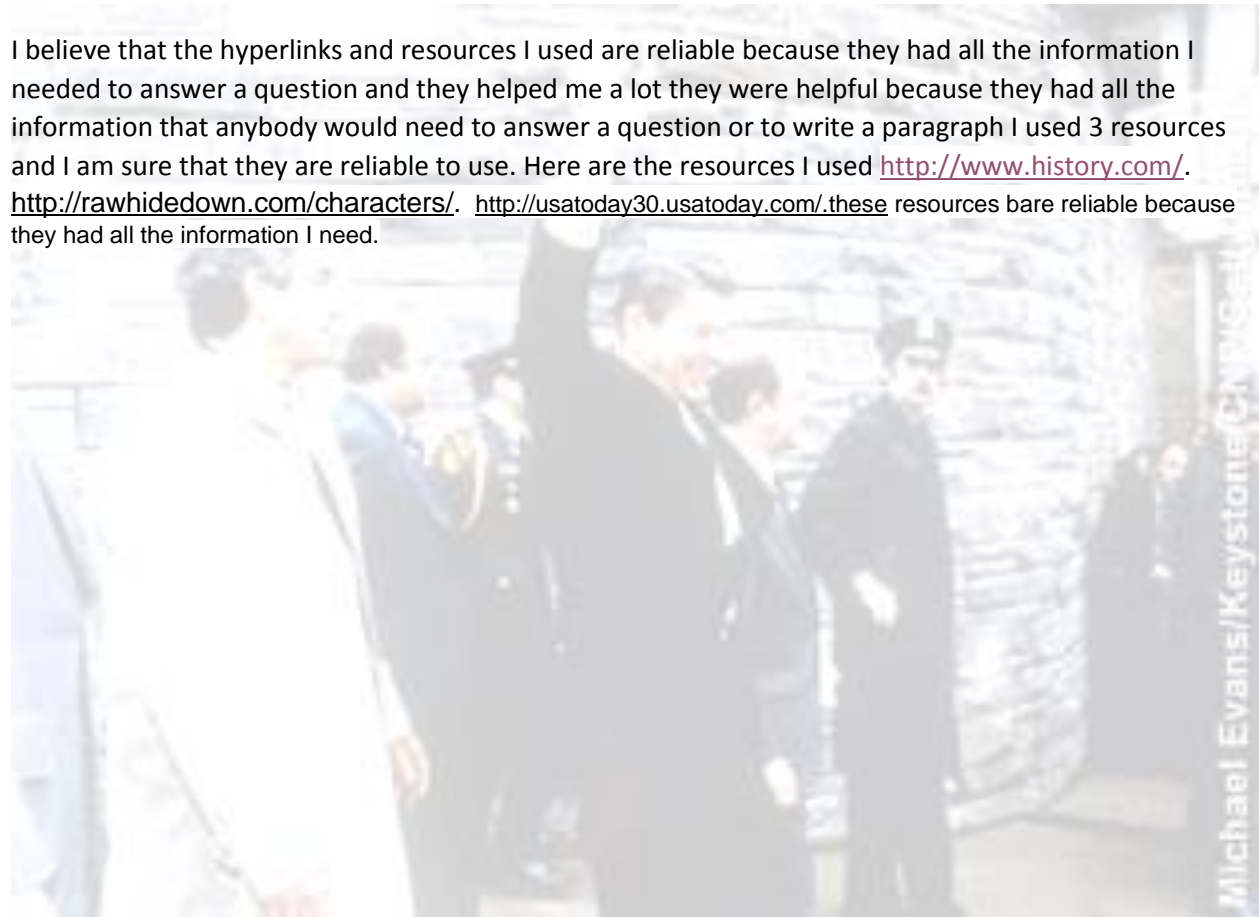 I believe that the hyperlinks and resources I used are reliable because they had all the information I
needed to answer a question and they helped me a lot they were helpful because they had all the
information that anybody would need to answer a question or to write a paragraph I used 3 resources
and I am sure that they are reliable to use. Here are the resources I used http://www.history.com/.
http://rawhidedown.com/characters/. http://usatoday30.usatoday.com/.these resources bare reliable because
they had all the information I need.
Michael Evans/Keystone/CNP/Getty